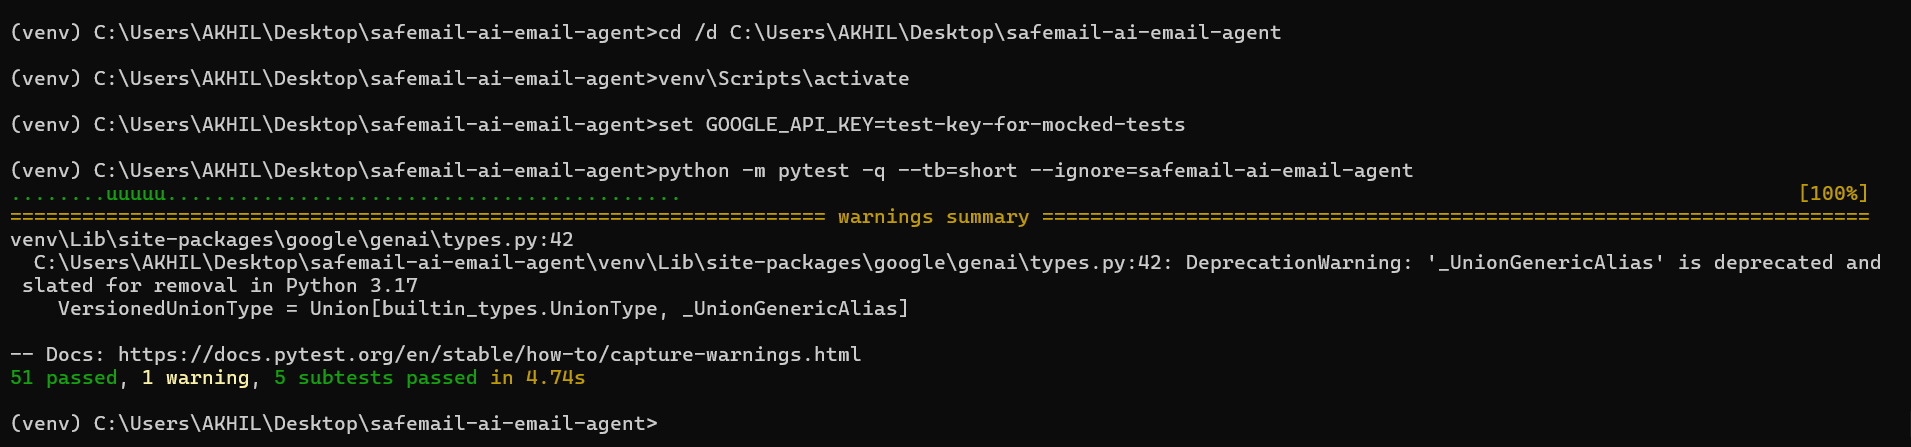 (venv) C:\Users\AKHIL\Desktop\safemail-ai-email-agent>cd /d C:\Users\AKHIL\Desktop\safemail-ai-email-agent
(venv) C:\Users\AKHIL\Desktop\safemail-ai-email-agent>venv\Scripts\activate
(venv) C:\Users\AKHIL\Desktop\safemail-ai-email-agent>set GOOGLE_API_KEY=test-key-for-mocked-tests
(venv) C:\Users\AKHIL\Desktop\safemail-ai-email-agent>python -m pytest -q --tb=short --ignore=safemail-ai-email-agent
........uuuuu........................................... [100%]
==================================================================== warnings summary =====================================================================
venv\Lib\site-packages\google\genai\types.py:42
  C:\Users\AKHIL\Desktop\safemail-ai-email-agent\venv\Lib\site-packages\google\genai\types.py:42: DeprecationWarning: '_UnionGenericAlias' is deprecated and
 slated for removal in Python 3.17
    VersionedUnionType = Union[builtin_types.UnionType, _UnionGenericAlias]
-- Docs: https://docs.pytest.org/en/stable/how-to/capture-warnings.html
51 passed, 1 warning, 5 subtests passed in 4.74s
(venv) C:\Users\AKHIL\Desktop\safemail-ai-email-agent>